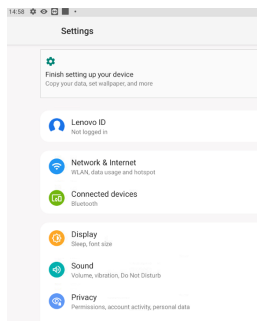 14:58
Settings
Finish setting up your device
Copy your data, set wallpaper, and more
Lenovo ID
Not logged in
Network & Internet
WLAN, data usage and hotspot
Connected devices
Bluetooth
Display
Sleep, font size
Sound
Volume, vibration, Do Not Disturb
Privacy
Permissions, account activity, personal data